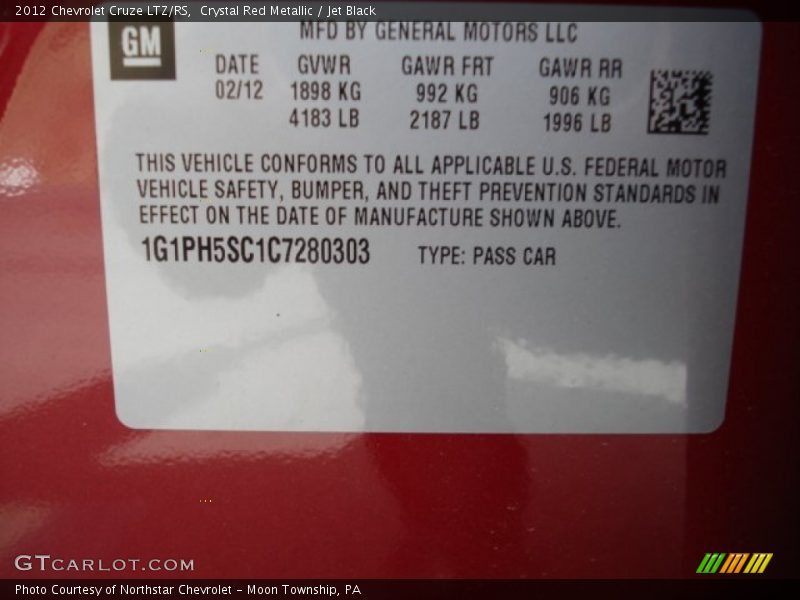 2012 Chevrolet Cruze LTZ/RS, Crystal Red Metallic / Jet Black
GM
MFD BY GENERAL MOTORS LLC
DATE GVWR GAWR FRT GAWR RR
02/12 1898 KG 992 KG 906 KG
4183 LB 2187 LB 1996 LB
THIS VEHICLE CONFORMS TO ALL APPLICABLE U.S. FEDERAL MOTOR
VEHICLE SAFETY, BUMPER, AND THEFT PREVENTION STANDARDS IN
EFFECT ON THE DATE OF MANUFACTURE SHOWN ABOVE.
1G1PH5SC1C7280303 TYPE: PASS CAR
GTCARLOT.COM
Photo Courtesy of Northstar Chevrolet - Moon Township, PA